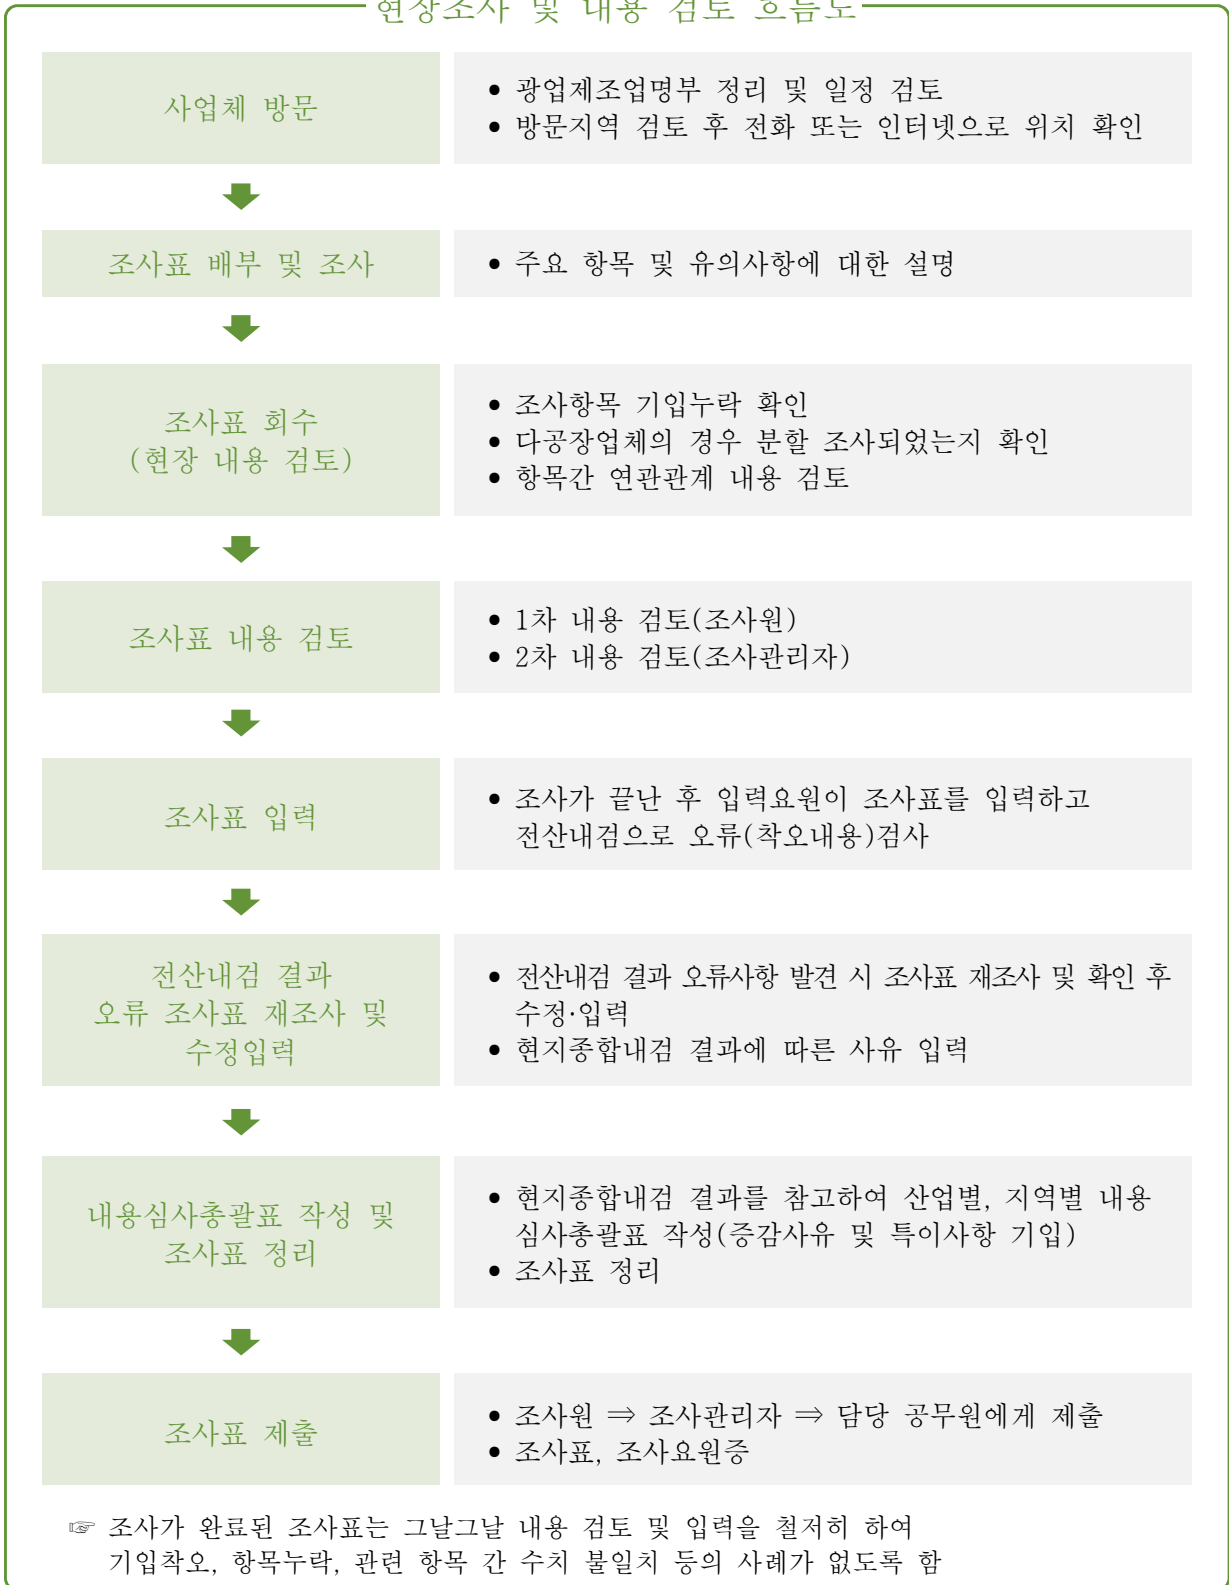 현장조사 및 내용 검토 흐름도
사업체 방문
• 광업제조업명부 정리 및 일정 검토
• 방문지역 검토 후 전화 또는 인터넷으로 위치 확인
조사표 배부 및 조사
• 주요 항목 및 유의사항에 대한 설명
조사표 회수
(현장 내용 검토)
• 조사항목 기입누락 확인
• 다공장업체의 경우 분할 조사되었는지 확인
• 항목간 연관관계 내용 검토
조사표 내용 검토
• 1차 내용 검토(조사원)
• 2차 내용 검토(조사관리자)
조사표 입력
• 조사가 끝난 후 입력요원이 조사표를 입력하고
전산내검으로 오류(착오내용)검사
전산내검 결과
오류 조사표 재조사 및
수정입력
• 전산내검 결과 오류사항 발견 시 조사표 재조사 및 확인 후
수정·입력
• 현지종합내검 결과에 따른 사유 입력
내용심사총괄표 작성 및
조사표 정리
• 현지종합내검 결과를 참고하여 산업별, 지역별 내용
심사총괄표 작성(증감사유 및 특이사항 기입)
• 조사표 정리
조사표 제출
• 조사원 ⇒ 조사관리자 ⇒ 담당 공무원에게 제출
• 조사표, 조사요원증
☞ 조사가 완료된 조사표는 그날그날 내용 검토 및 입력을 철저히 하여
기입착오, 항목누락, 관련 항목 간 수치 불일치 등의 사례가 없도록 함